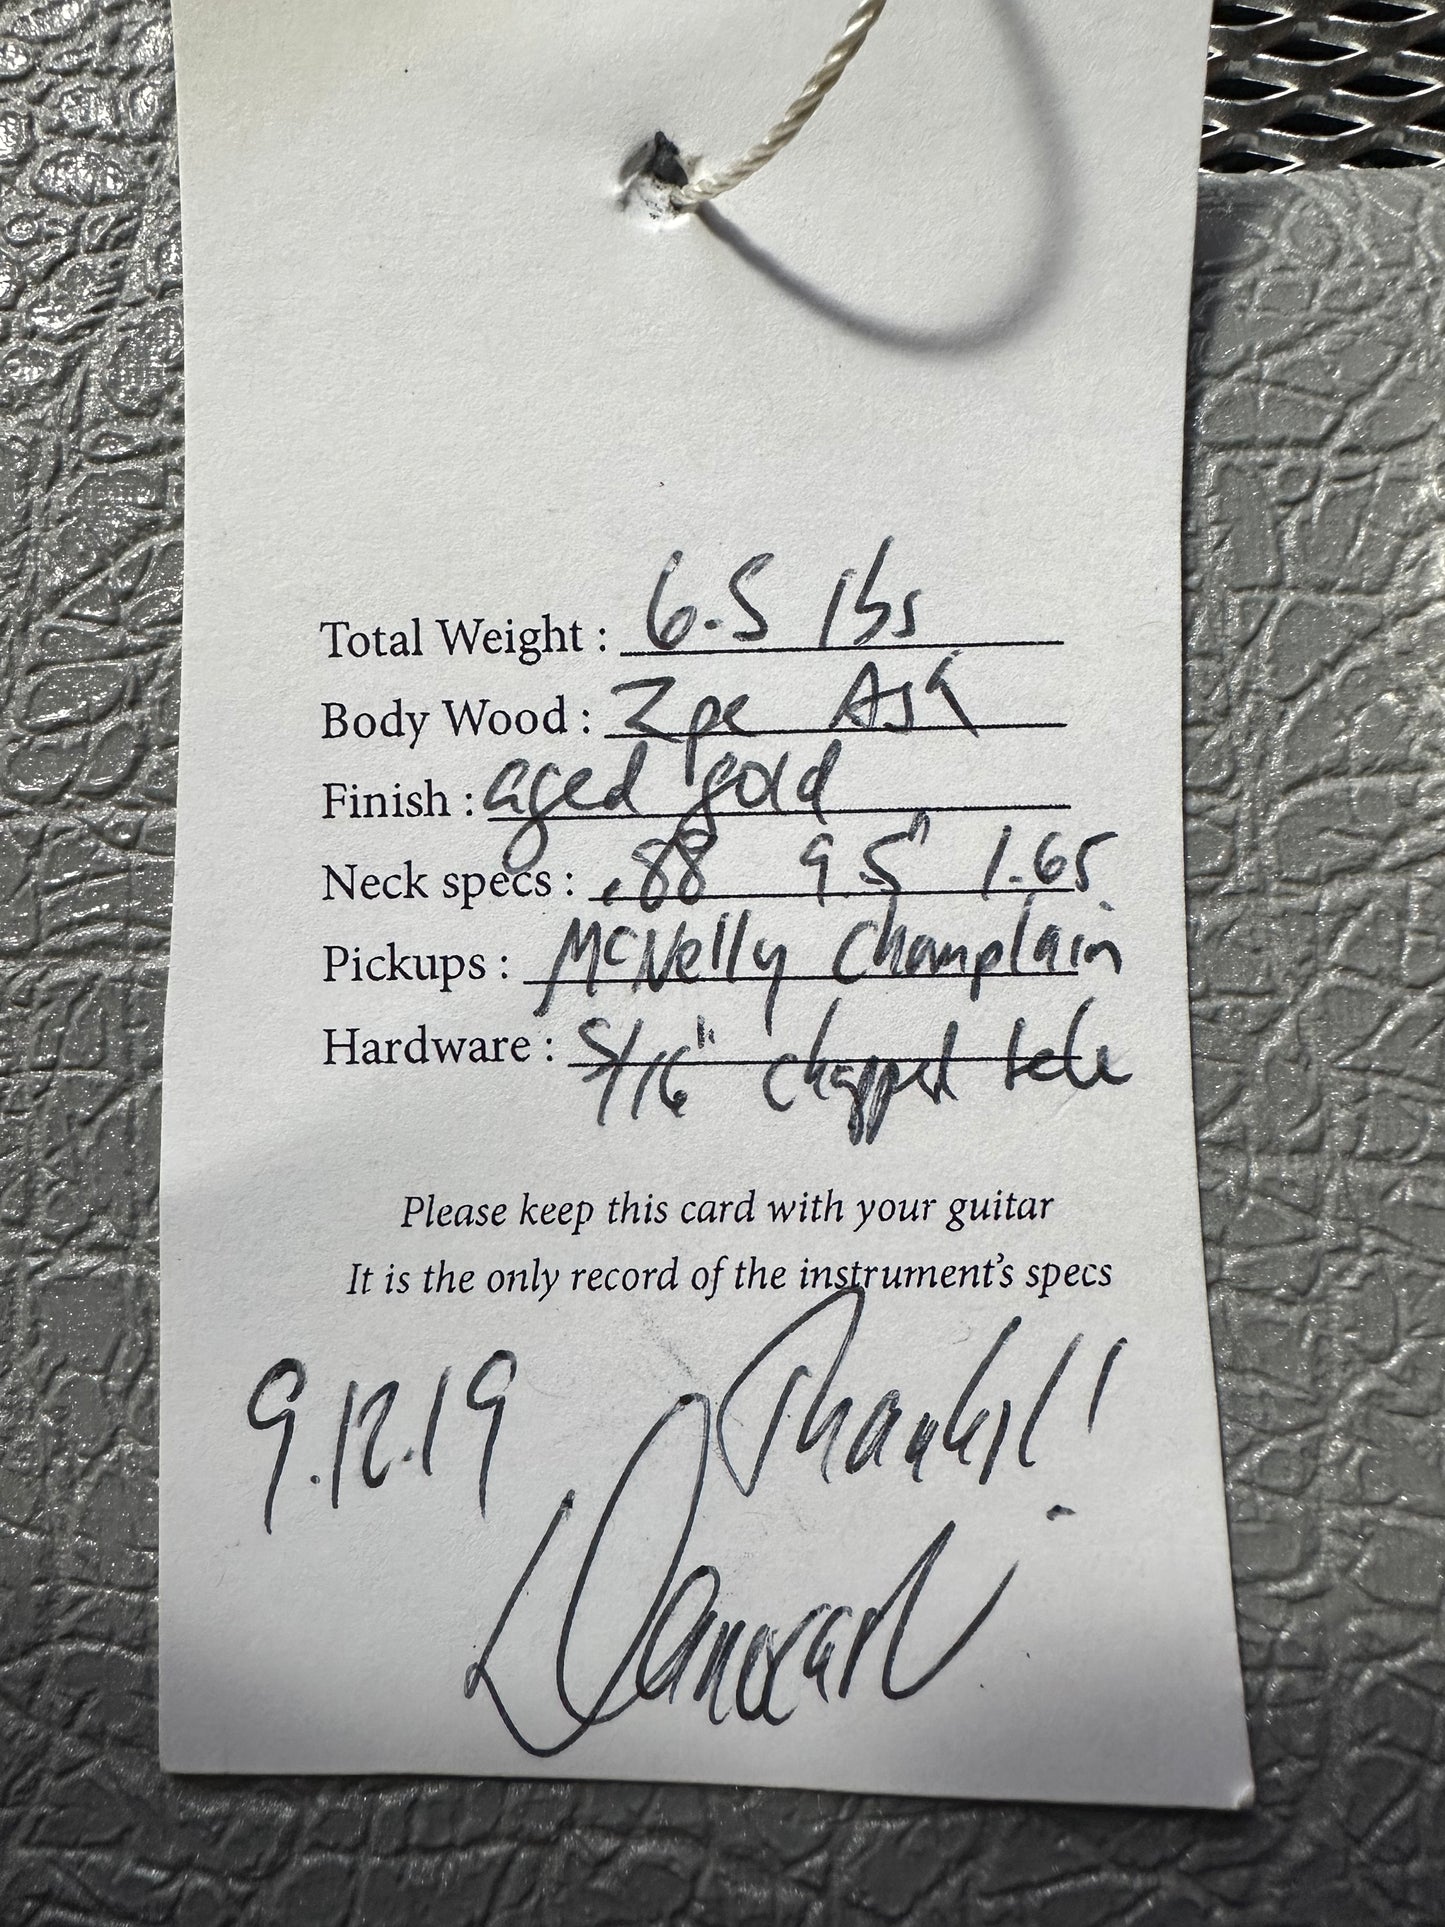 Total Weight : 6.5 lbs
Body Wood : 2pc Ash
Finish : aged gold
Neck specs : .88 9.5" 1.65
Pickups : McNelly Champlain
Hardware : 5/16" chopped tele
Please keep this card with your guitar
It is the only record of the instrument's specs
9.12.19 Thanks!!